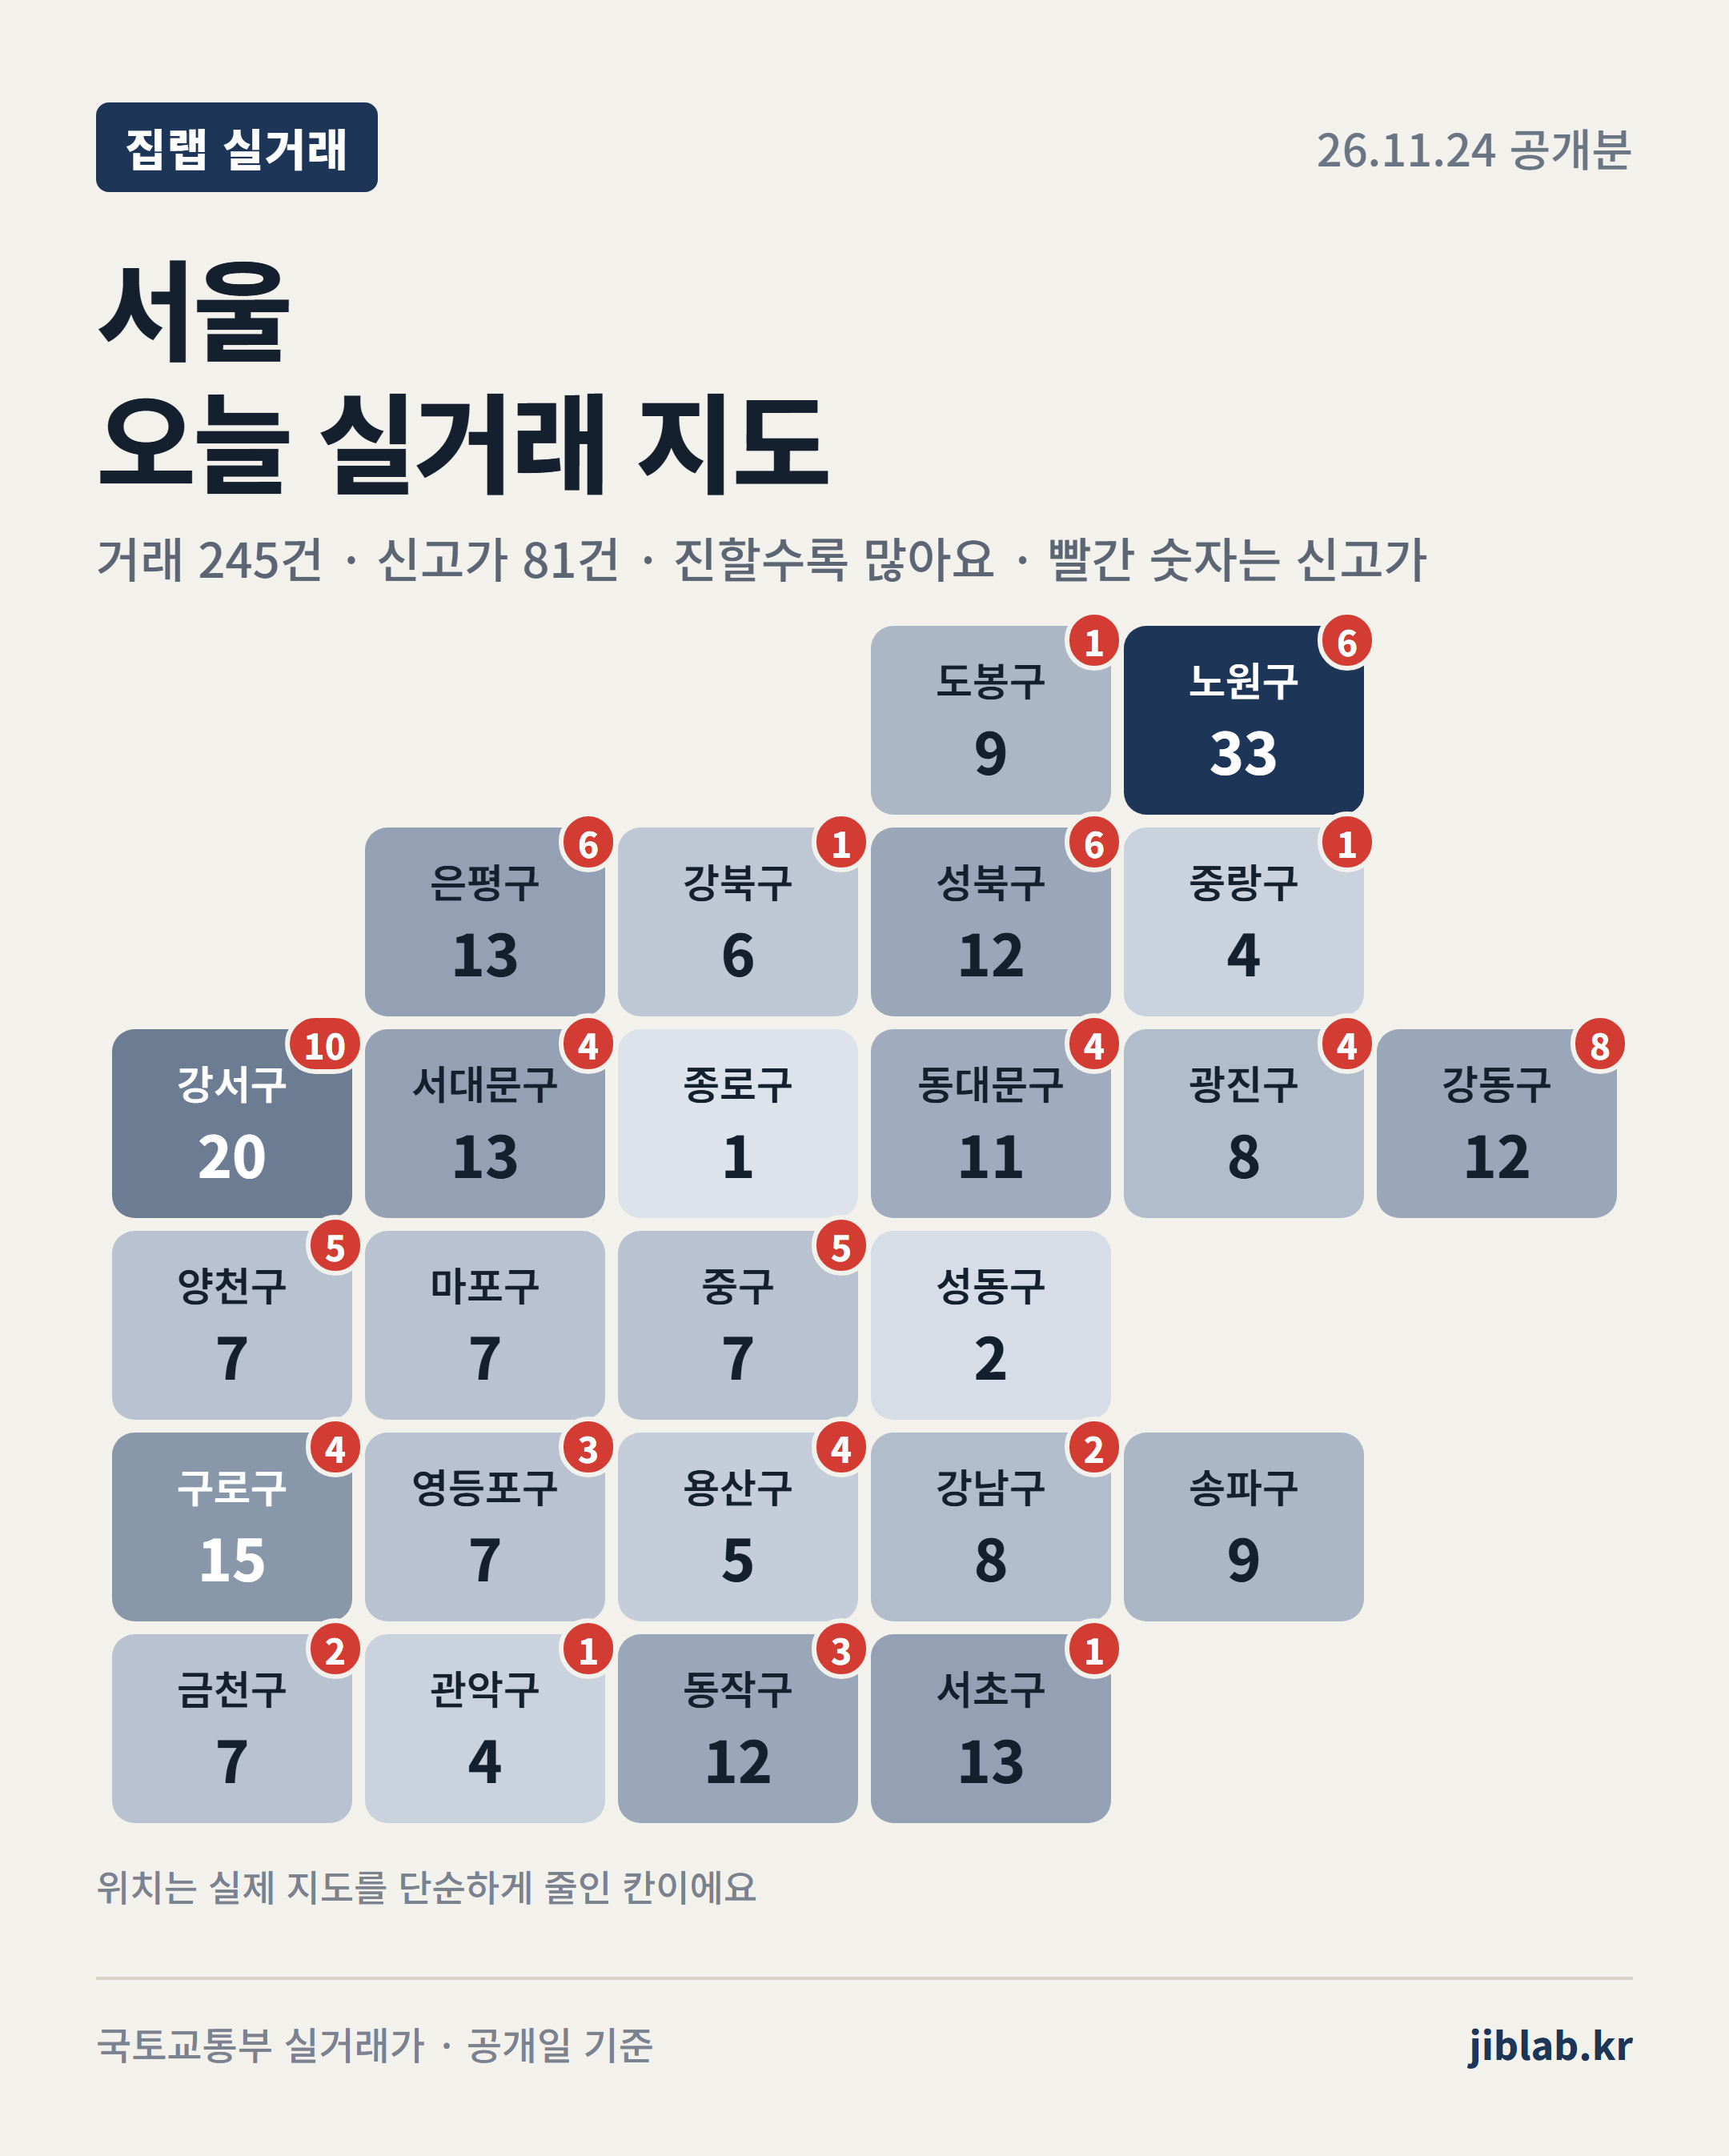 집랩 실거래
26.11.24 공개분
서울
오늘 실거래 지도
거래 245건 · 신고가 81건 · 진할수록 많아요 · 빨간 숫자는 신고가
1 6
도봉구 노원구
9 33
6 1 6 1
은평구 강북구 성북구 중랑구
13 6 12 4
10 4 4 4 8
강서구 서대문구 종로구 동대문구 광진구 강동구
20 13 1 11 8 12
5 5
양천구 마포구 중구 성동구
7 7 7 2
4 3 4 2
구로구 영등포구 용산구 강남구 송파구
15 7 5 8 9
2 1 3 1
금천구 관악구 동작구 서초구
7 4 12 13
위치는 실제 지도를 단순하게 줄인 칸이에요
국토교통부 실거래가 · 공개일 기준
jiblab.kr